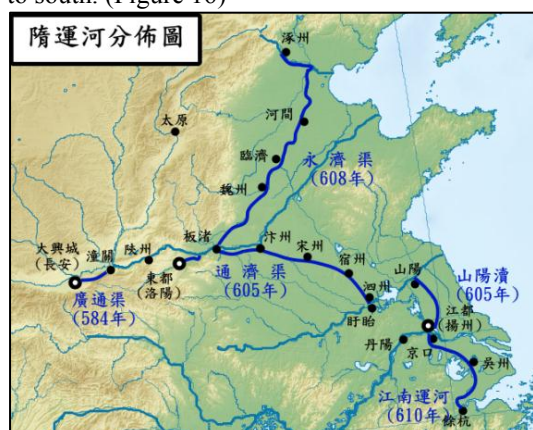 to south. (Figure 10)
隋運河分佈圖
涿州
河間
太原
臨濟
永濟渠
(608年)
魏州
大興城
(長安)
潼關
陝州
板渚
汴州
東都
(洛陽)
通濟渠
(605年)
宋州
宿州
泗州
盱眙
廣通渠
(584年)
山陽
山陽瀆
(605年)
江都
(揚州)
丹陽
京口
吳州
江南運河
(610年)
餘杭